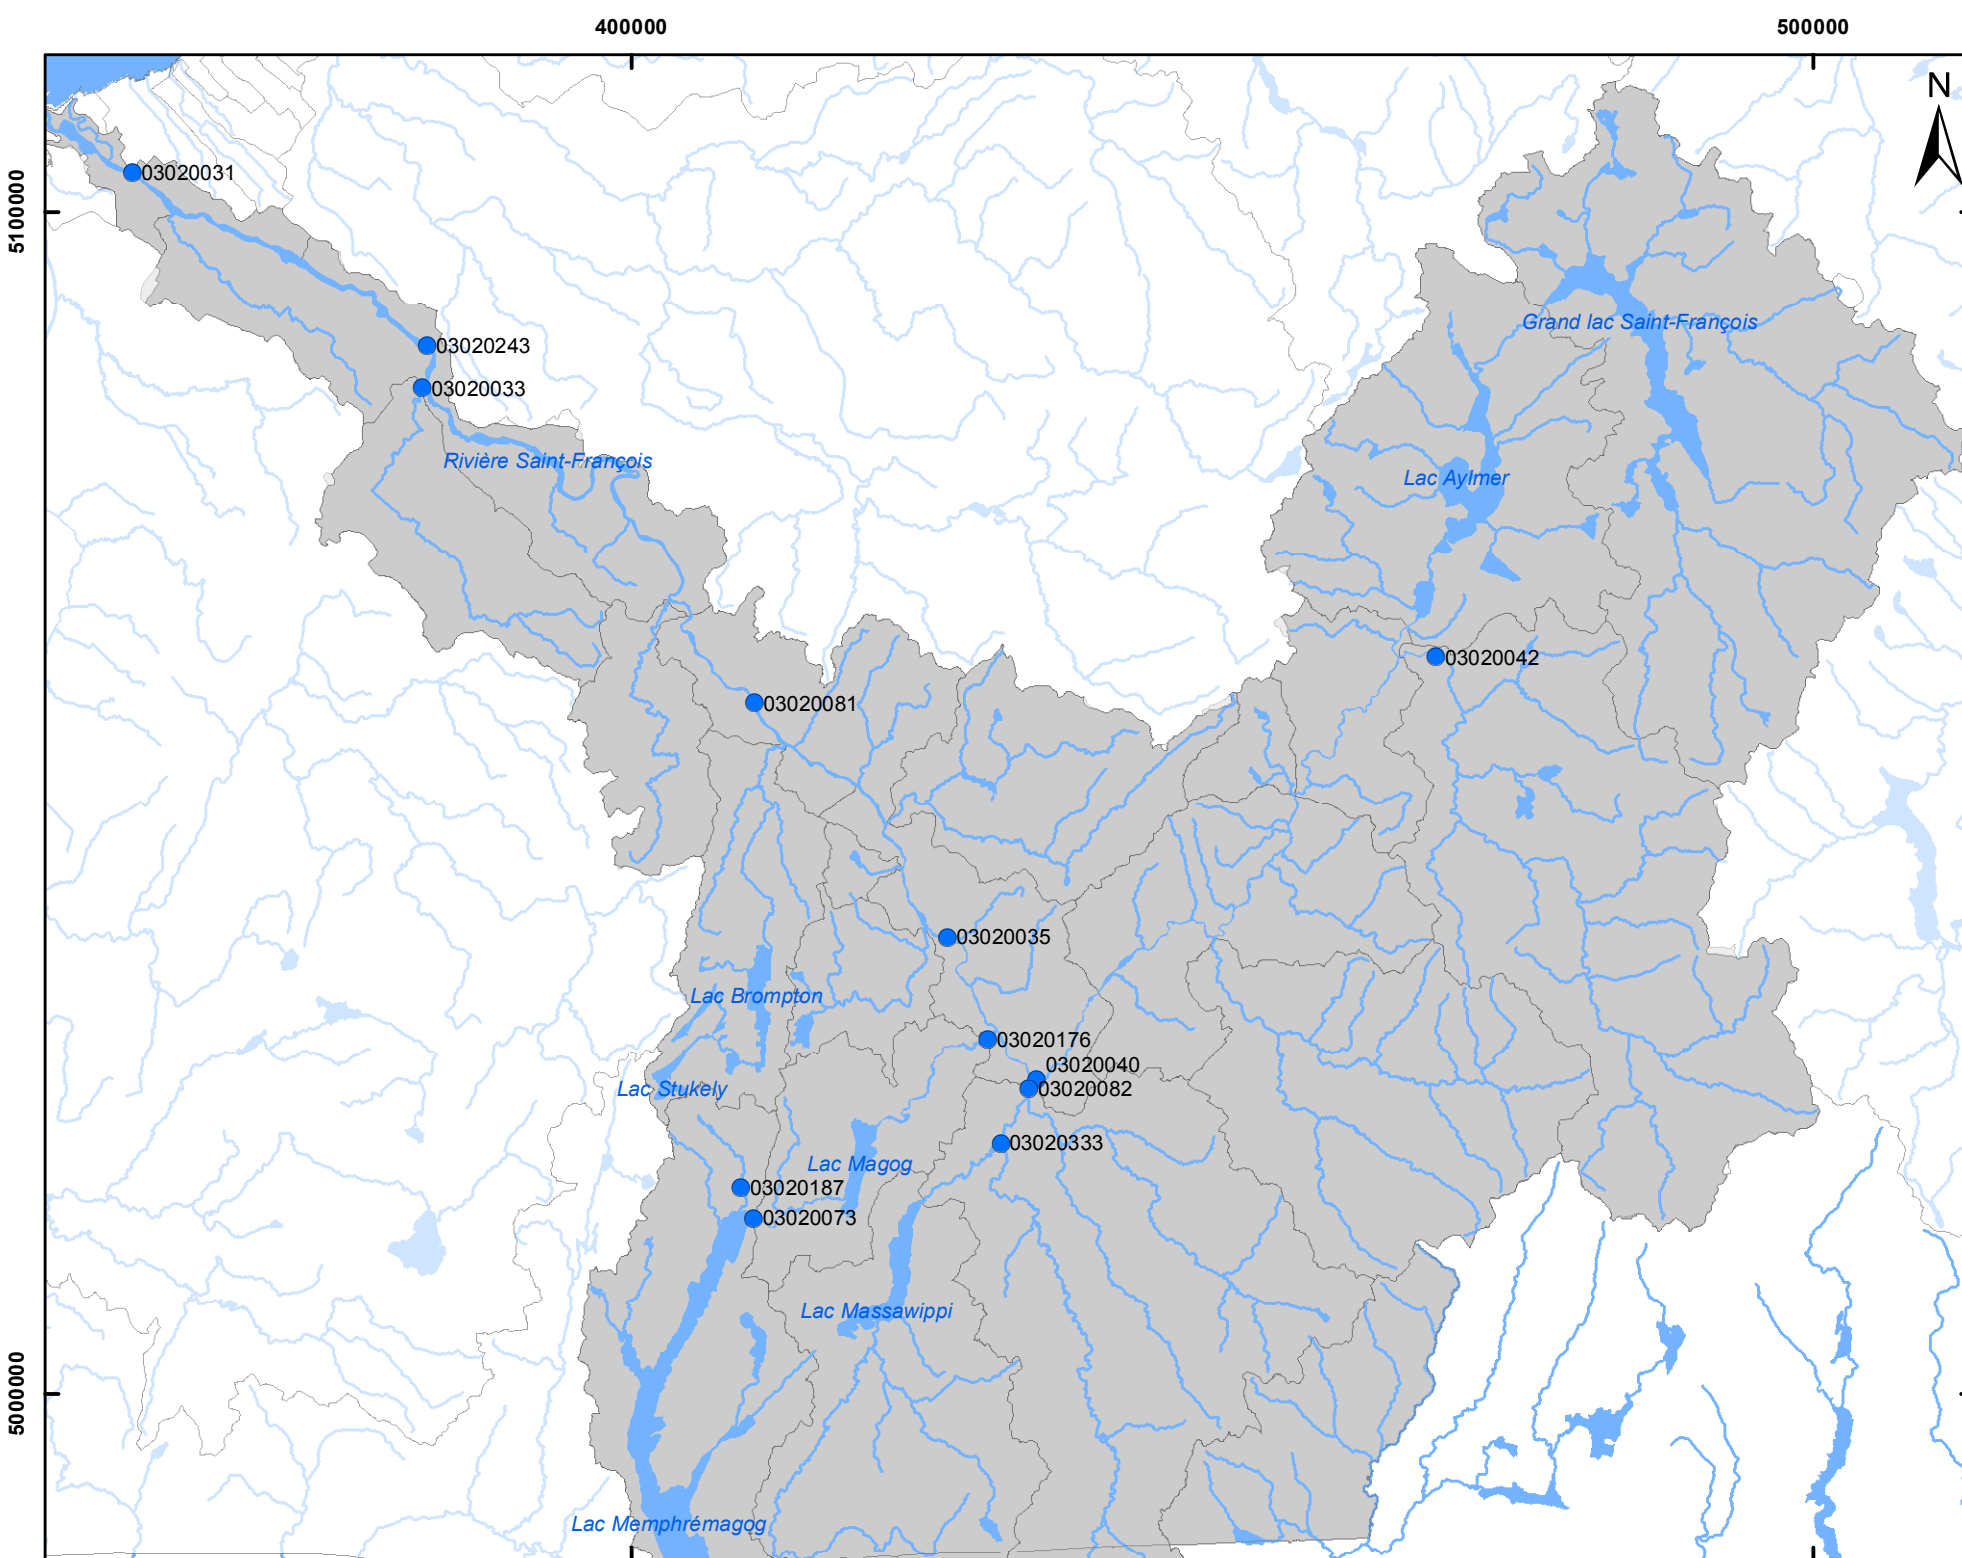 400000
500000
N
5100000
03020031
Grand lac Saint-François
03020243
03020033
Rivière Saint-François
Lac Aylmer
03020042
03020081
03020035
Lac Brompton
03020176
03020040
03020082
Lac Stukely
03020333
Lac Magog
03020187
03020073
Lac Massawippi
5000000
Lac Memphrémagog